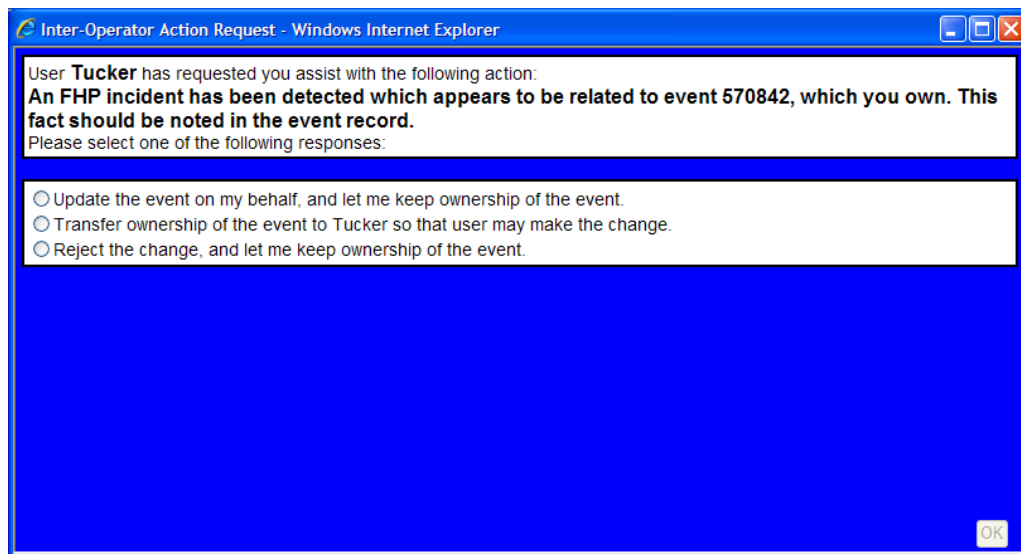 Inter-Operator Action Request - Windows Internet Explorer
User Tucker has requested you assist with the following action:
An FHP incident has been detected which appears to be related to event 570842, which you own. This
fact should be noted in the event record.
Please select one of the following responses:
Update the event on my behalf, and let me keep ownership of the event.
Transfer ownership of the event to Tucker so that user may make the change.
Reject the change, and let me keep ownership of the event.
OK